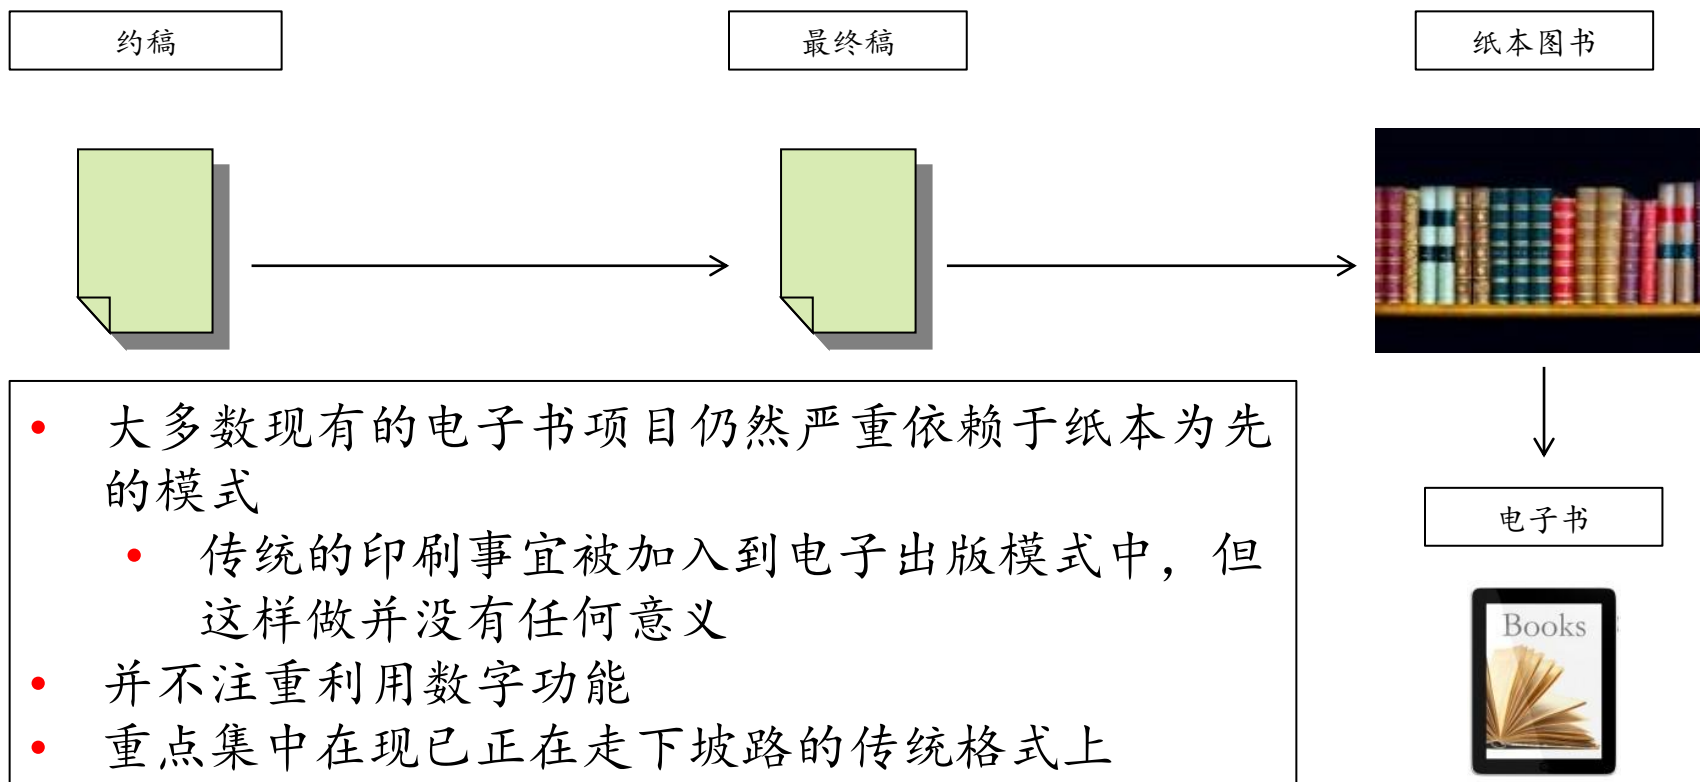 约稿
最终稿
纸本图书
大多数现有的电子书项目仍然严重依赖于纸本为先
的模式
传统的印刷事宜被加入到电子出版模式中，但
这样做并没有任何意义
并不注重利用数字功能
重点集中在现已正在走下坡路的传统格式上
电子书
Books